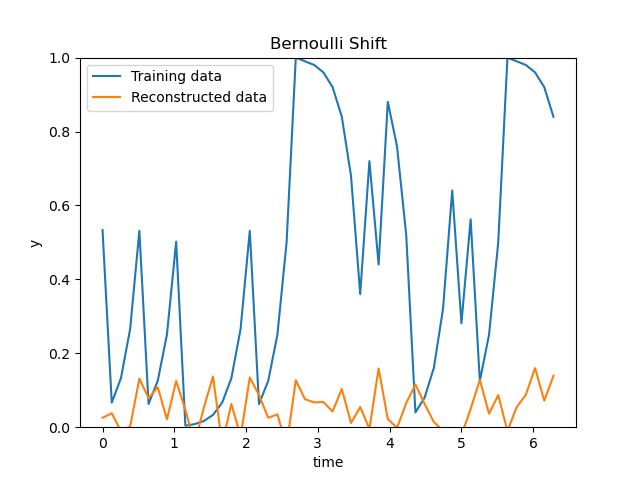 Bernoulli Shift
Training data
Reconstructed data
y
1.0
0.8
0.6
0.4
0.2
0.0
0 1 2 3 4 5 6
time